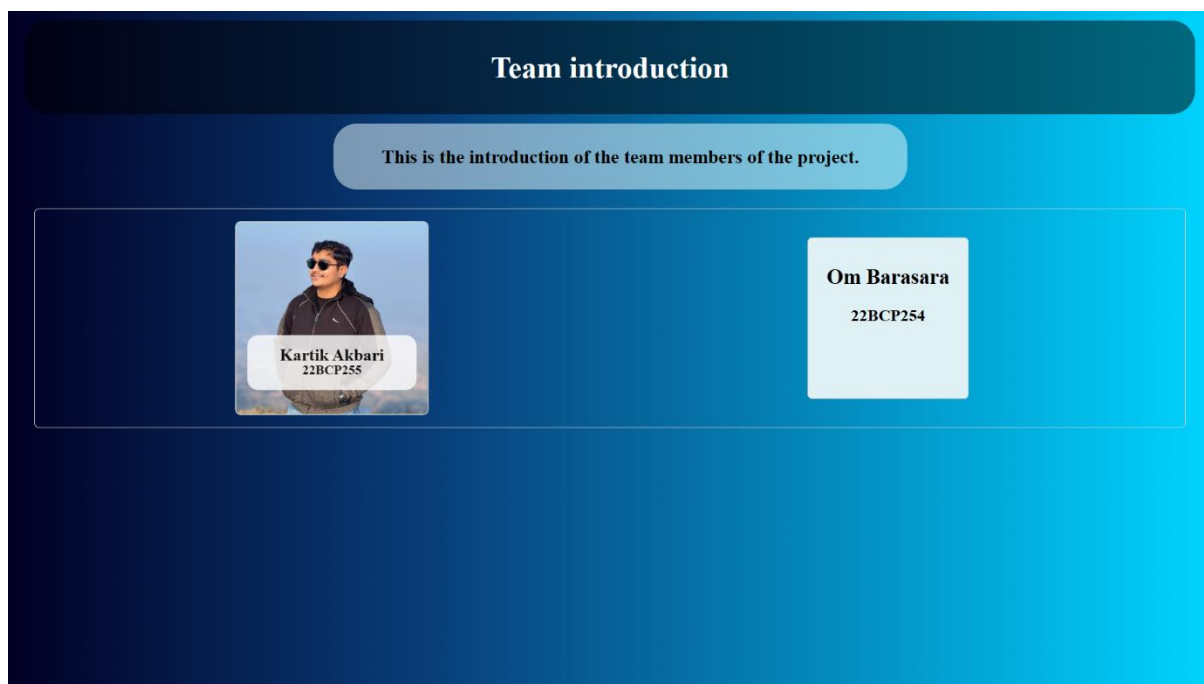 Team introduction
This is the introduction of the team members of the project.
Kartik Akbari
22BCP255
Om Barasara
22BCP254